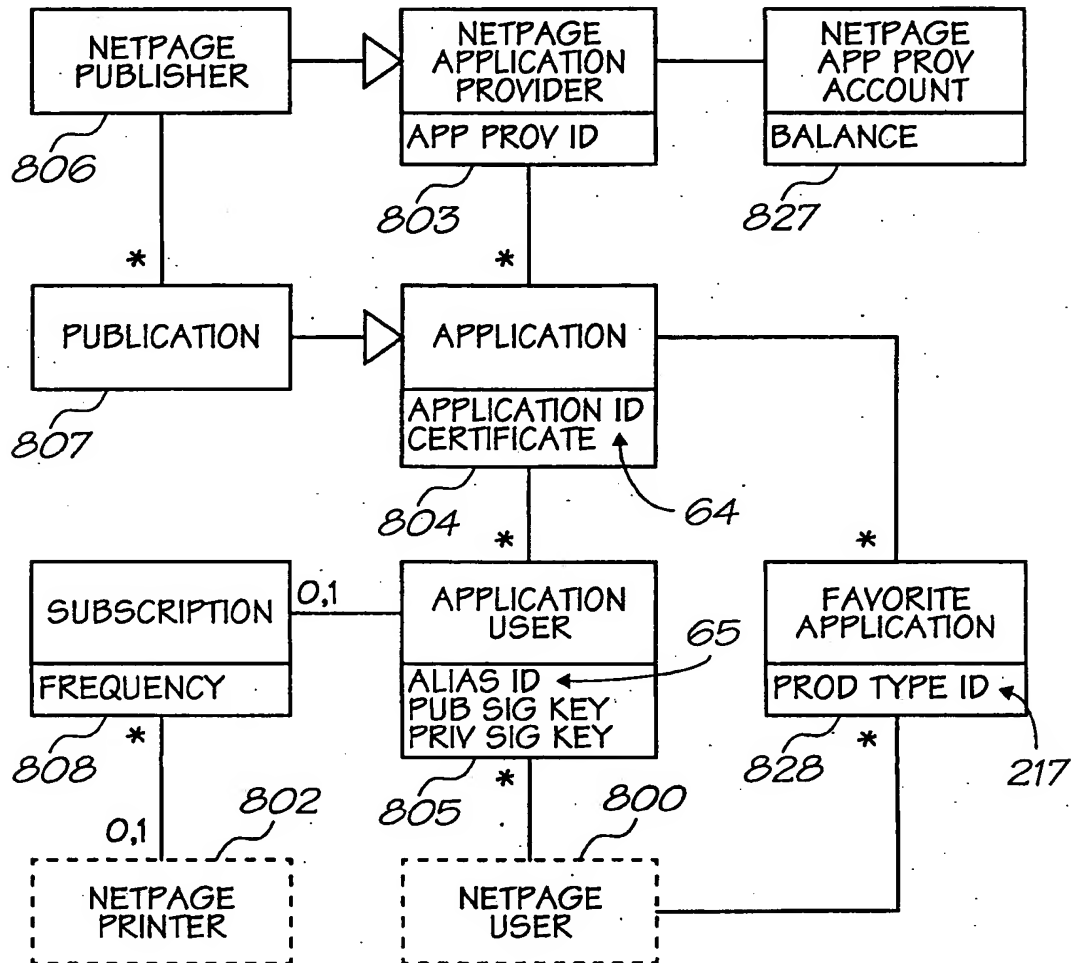 NETPAGE
PUBLISHER
806
NETPAGE
APPLICATION
PROVIDER
APP PROV ID
803
NETPAGE
APP PROV
ACCOUNT
BALANCE
827
*
*
PUBLICATION
807
APPLICATION
APPLICATION ID
CERTIFICATE
804
64
*
*
SUBSCRIPTION
FREQUENCY
808
0,1
APPLICATION
USER
ALIAS ID
PUB SIG KEY
PRIV SIG KEY
805
65
FAVORITE
APPLICATION
PROD TYPE ID
828
217
*
*
*
0,1
802
NETPAGE
PRINTER
800
NETPAGE
USER